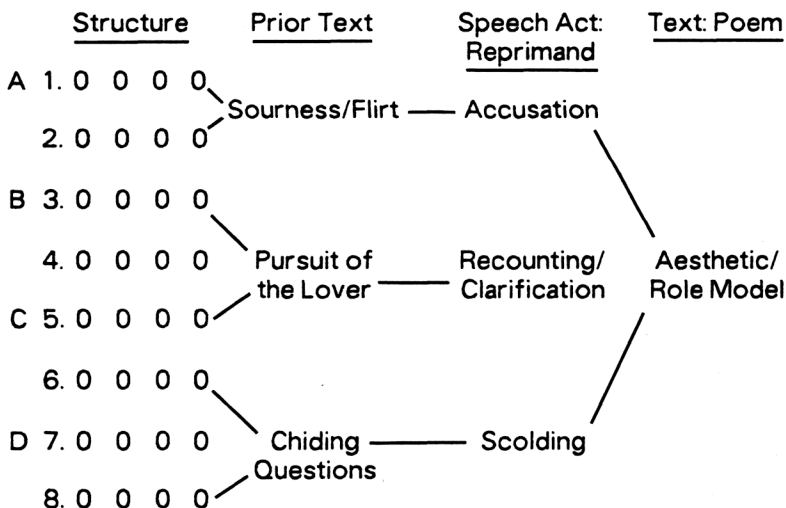 Structure Prior Text Speech Act: Text: Poem
Reprimand
A 1. 0 0 0 0
Sourness/Flirt Accusation
2. 0 0 0 0
B 3. 0 0 0 0
4. 0 0 0 0 Pursuit of Recounting/ Aesthetic/
the Lover Clarification Role Model
C 5. 0 0 0 0
6. 0 0 0 0
D 7. 0 0 0 0 Chiding Scolding
Questions
8. 0 0 0 0